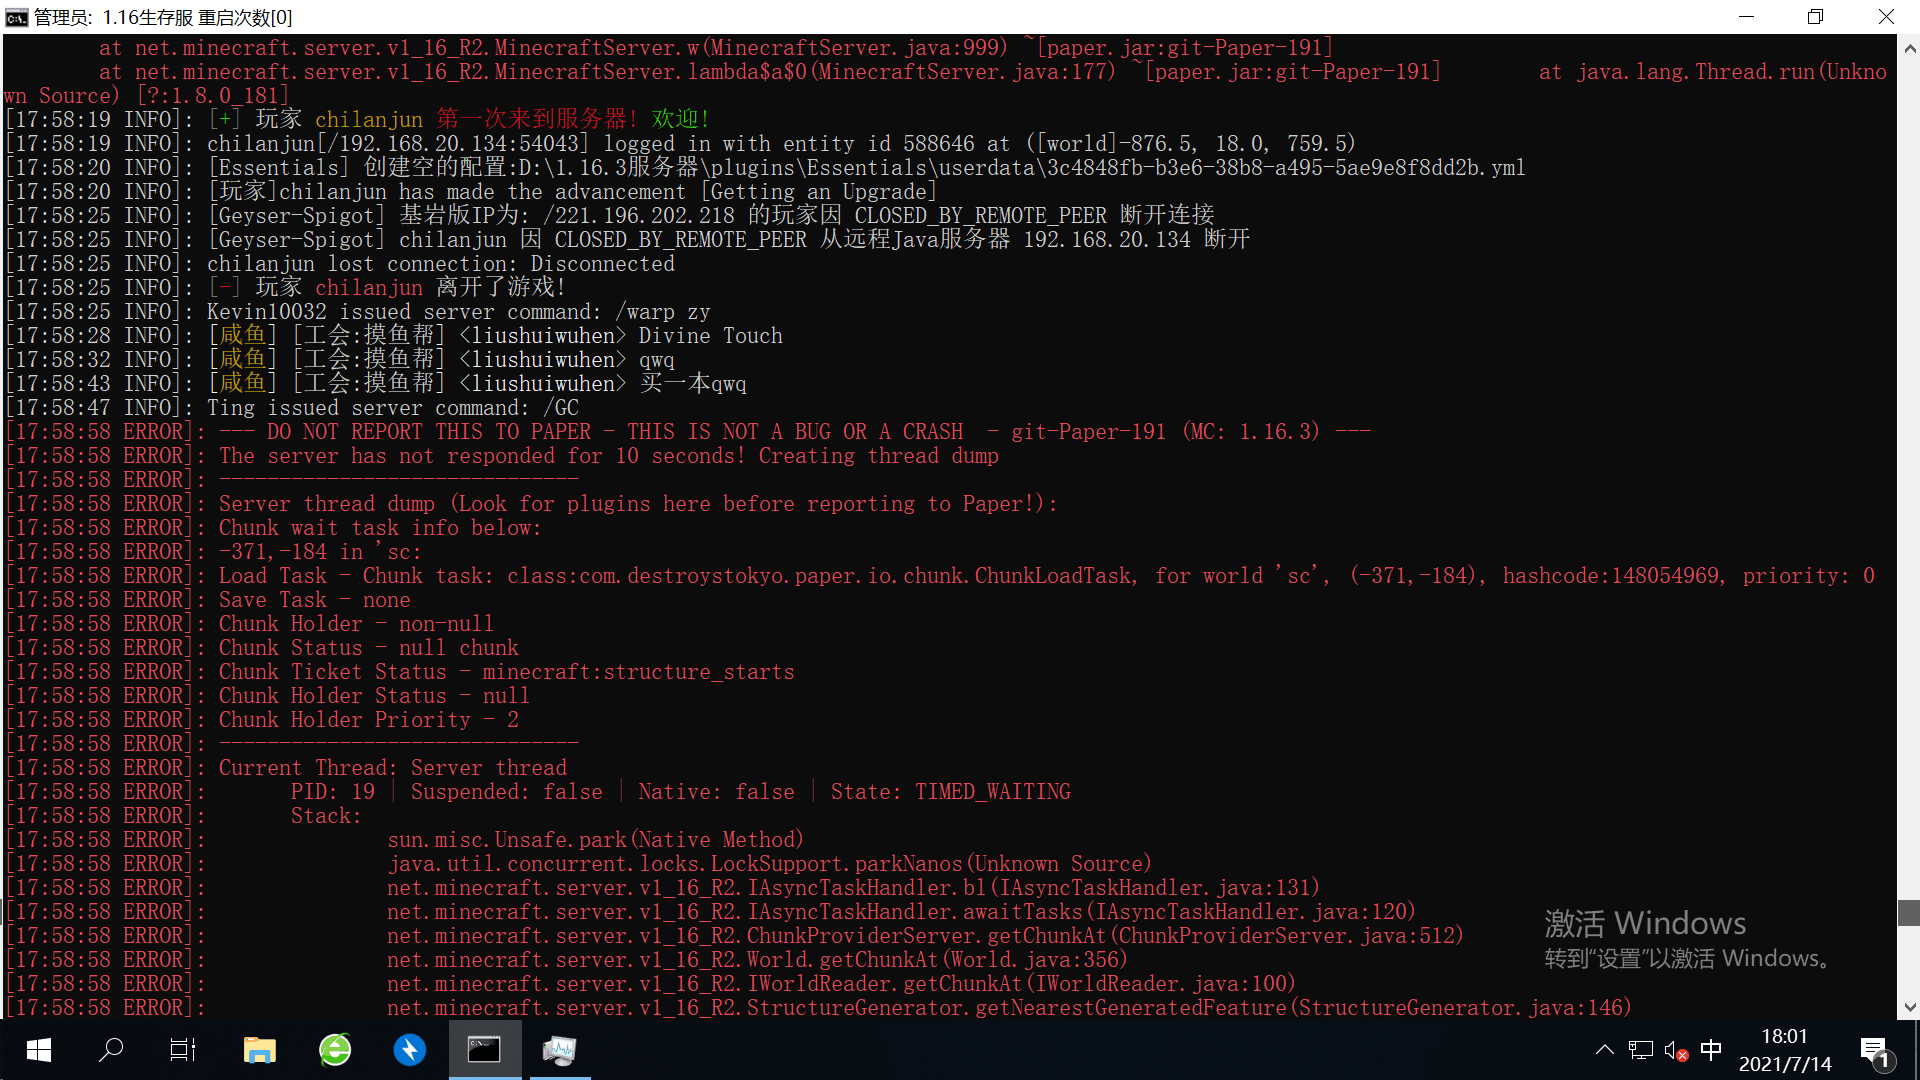 管理员:  1.16生存服 重启次数[0]
at net.minecraft.server.v1_16_R2.MinecraftServer.w(MinecraftServer.java:999) ~[paper.jar:git-Paper-191]
at net.minecraft.server.v1_16_R2.MinecraftServer.lambda$a$0(MinecraftServer.java:177) ~[paper.jar:git-Paper-191]        at java.lang.Thread.run(Unkno
wn Source) [?:1.8.0_181]
[17:58:19 INFO]: [+] 玩家 chilanjun 第一次来到服务器! 欢迎!
[17:58:19 INFO]: chilanjun[/192.168.20.134:54043] logged in with entity id 588646 at ([world]-876.5, 18.0, 759.5)
[17:58:20 INFO]: [Essentials] 创建空的配置:D:\1.16.3服务器\plugins\Essentials\userdata\3c4848fb-b3e6-38b8-a495-5ae9e8f8dd2b.yml
[17:58:20 INFO]: [玩家]chilanjun has made the advancement [Getting an Upgrade]
[17:58:25 INFO]: [Geyser-Spigot] 基岩版IP为: /221.196.202.218 的玩家因 CLOSED_BY_REMOTE_PEER 断开连接
[17:58:25 INFO]: [Geyser-Spigot] chilanjun 因 CLOSED_BY_REMOTE_PEER 从远程Java服务器 192.168.20.134 断开
[17:58:25 INFO]: chilanjun lost connection: Disconnected
[17:58:25 INFO]: [-] 玩家 chilanjun 离开了游戏!
[17:58:25 INFO]: Kevin10032 issued server command: /warp zy
[17:58:28 INFO]: [咸鱼] [工会:摸鱼帮] <liushuiwuhen> Divine Touch
[17:58:32 INFO]: [咸鱼] [工会:摸鱼帮] <liushuiwuhen> qwq
[17:58:43 INFO]: [咸鱼] [工会:摸鱼帮] <liushuiwuhen> 买一本qwq
[17:58:47 INFO]: Ting issued server command: /GC
[17:58:58 ERROR]: --- DO NOT REPORT THIS TO PAPER - THIS IS NOT A BUG OR A CRASH  - git-Paper-191 (MC: 1.16.3) ---
[17:58:58 ERROR]: The server has not responded for 10 seconds! Creating thread dump
[17:58:58 ERROR]: ------------------------------
[17:58:58 ERROR]: Server thread dump (Look for plugins here before reporting to Paper!):
[17:58:58 ERROR]: Chunk wait task info below:
[17:58:58 ERROR]: -371,-184 in 'sc:
[17:58:58 ERROR]: Load Task - Chunk task: class:com.destroystokyo.paper.io.chunk.ChunkLoadTask, for world 'sc', (-371,-184), hashcode:148054969, priority: 0
[17:58:58 ERROR]: Save Task - none
[17:58:58 ERROR]: Chunk Holder - non-null
[17:58:58 ERROR]: Chunk Status - null chunk
[17:58:58 ERROR]: Chunk Ticket Status - minecraft:structure_starts
[17:58:58 ERROR]: Chunk Holder Status - null
[17:58:58 ERROR]: Chunk Holder Priority - 2
[17:58:58 ERROR]: ------------------------------
[17:58:58 ERROR]: Current Thread: Server thread
[17:58:58 ERROR]:       PID: 19 | Suspended: false | Native: false | State: TIMED_WAITING
[17:58:58 ERROR]:       Stack:
[17:58:58 ERROR]:               sun.misc.Unsafe.park(Native Method)
[17:58:58 ERROR]:               java.util.concurrent.locks.LockSupport.parkNanos(Unknown Source)
[17:58:58 ERROR]:               net.minecraft.server.v1_16_R2.IAsyncTaskHandler.bl(IAsyncTaskHandler.java:131)
[17:58:58 ERROR]:               net.minecraft.server.v1_16_R2.IAsyncTaskHandler.awaitTasks(IAsyncTaskHandler.java:120)
[17:58:58 ERROR]:               net.minecraft.server.v1_16_R2.ChunkProviderServer.getChunkAt(ChunkProviderServer.java:512)
[17:58:58 ERROR]:               net.minecraft.server.v1_16_R2.World.getChunkAt(World.java:356)
[17:58:58 ERROR]:               net.minecraft.server.v1_16_R2.IWorldReader.getChunkAt(IWorldReader.java:100)
[17:58:58 ERROR]:               net.minecraft.server.v1_16_R2.StructureGenerator.getNearestGeneratedFeature(StructureGenerator.java:146)
激活 Windows
转到“设置”以激活 Windows。
中
18:01
2021/7/14
1